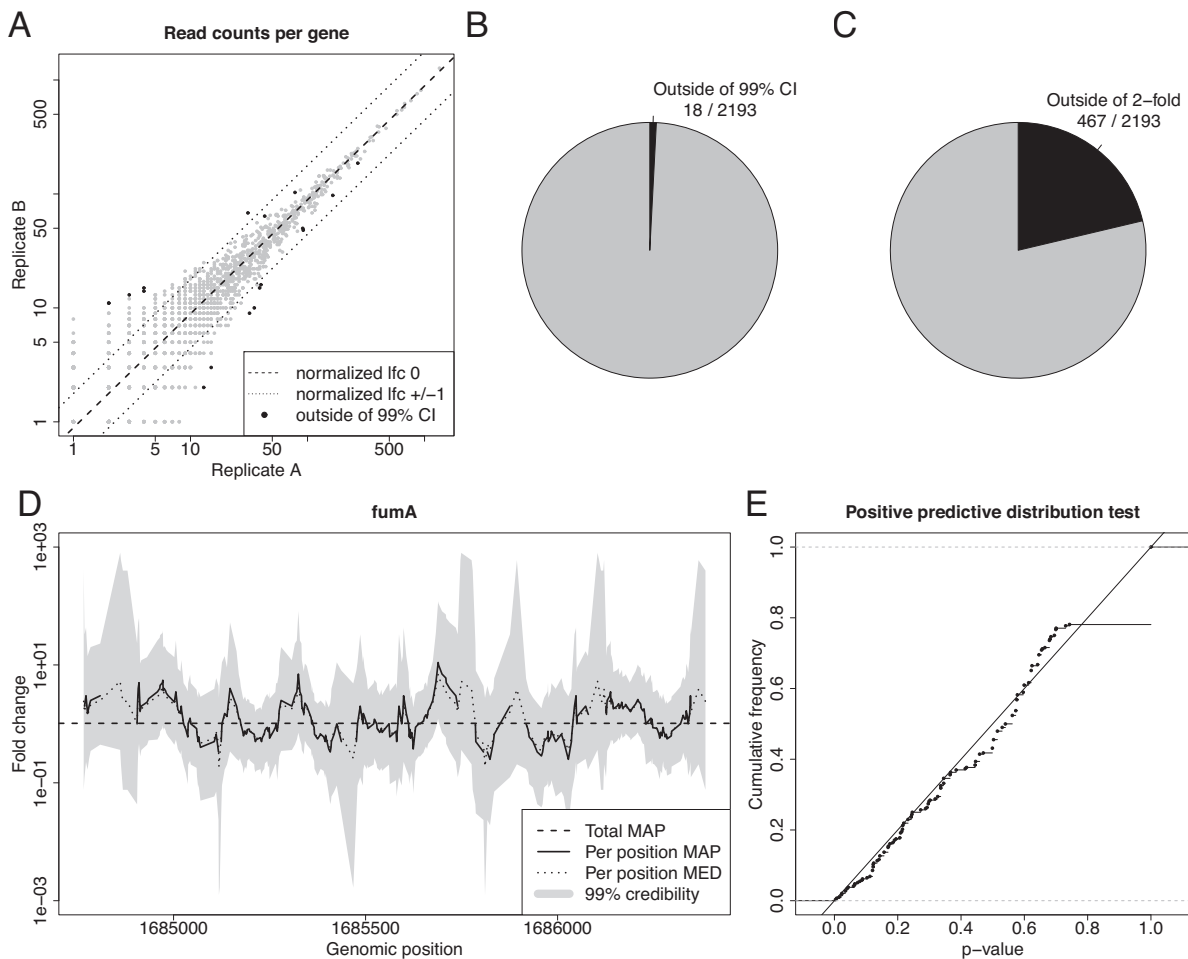 A
Read counts per gene
Replicate B
500
50
10
5
1
normalized lfc 0
normalized lfc +/−1
outside of 99% CI
1 5 10 50 500
Replicate A
B
Outside of 99% CI
18 / 2193
C
Outside of 2−fold
467 / 2193
D
fumA
Fold change
1e+03
1e+01
1e−01
1e−03
Total MAP
Per position MAP
Per position MED
99% credibility
1685000 1685500 1686000
Genomic position
E
Positive predictive distribution test
Cumulative frequency
1.0
0.8
0.6
0.4
0.2
0.0
0.0 0.2 0.4 0.6 0.8 1.0
p−value